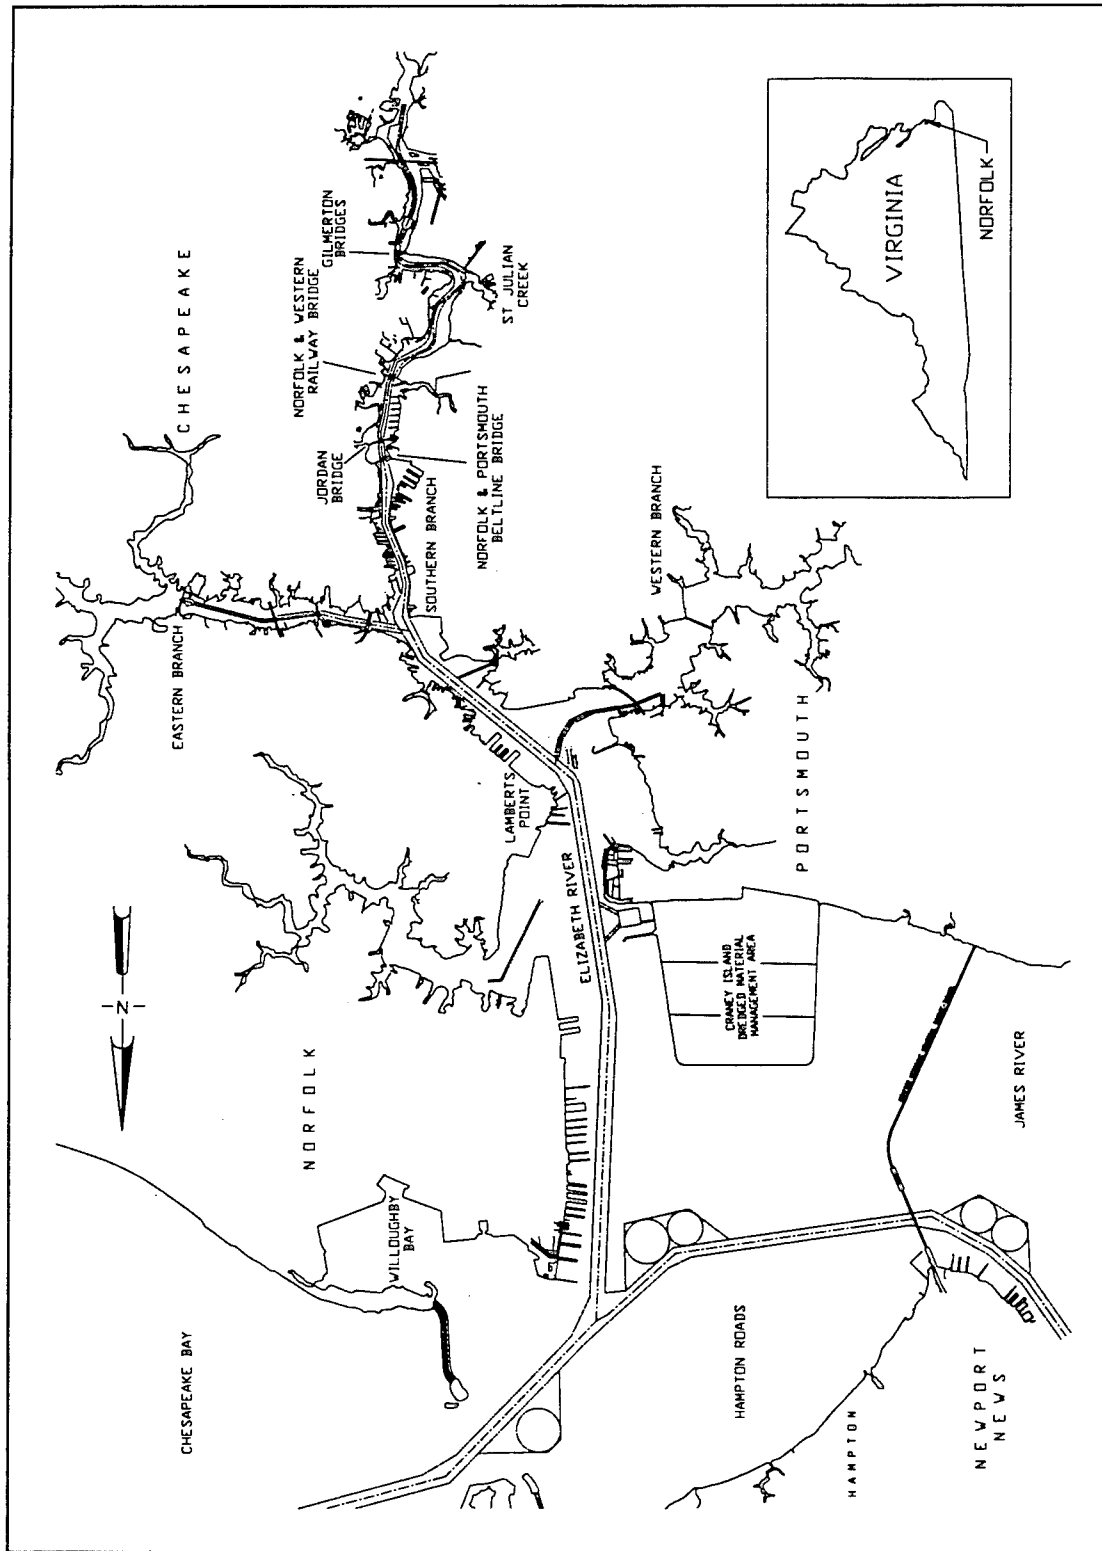 CHESAPEAKE
GILMERTON
BRIDGES
NORFOLK & WESTERN
RAILWAY BRIDGE
ST JULIAN
CREEK
JORDAN
BRIDGE
NORFOLK & PORTSMOUTH
BELTLINE BRIDGE
SOUTHERN BRANCH
EASTERN BRANCH
WESTERN BRANCH
VIRGINIA
NORFOLK
LAMBERTS
POINT
ELIZABETH RIVER
PORTSMOUTH
CRANEY ISLAND
DREDGED MATERIAL
MANAGEMENT AREA
N
NORFOLK
JAMES RIVER
WILLOUGHBY
BAY
CHESAPEAKE BAY
HAMPTON ROADS
HAMPTON
NEWPORT
NEWS